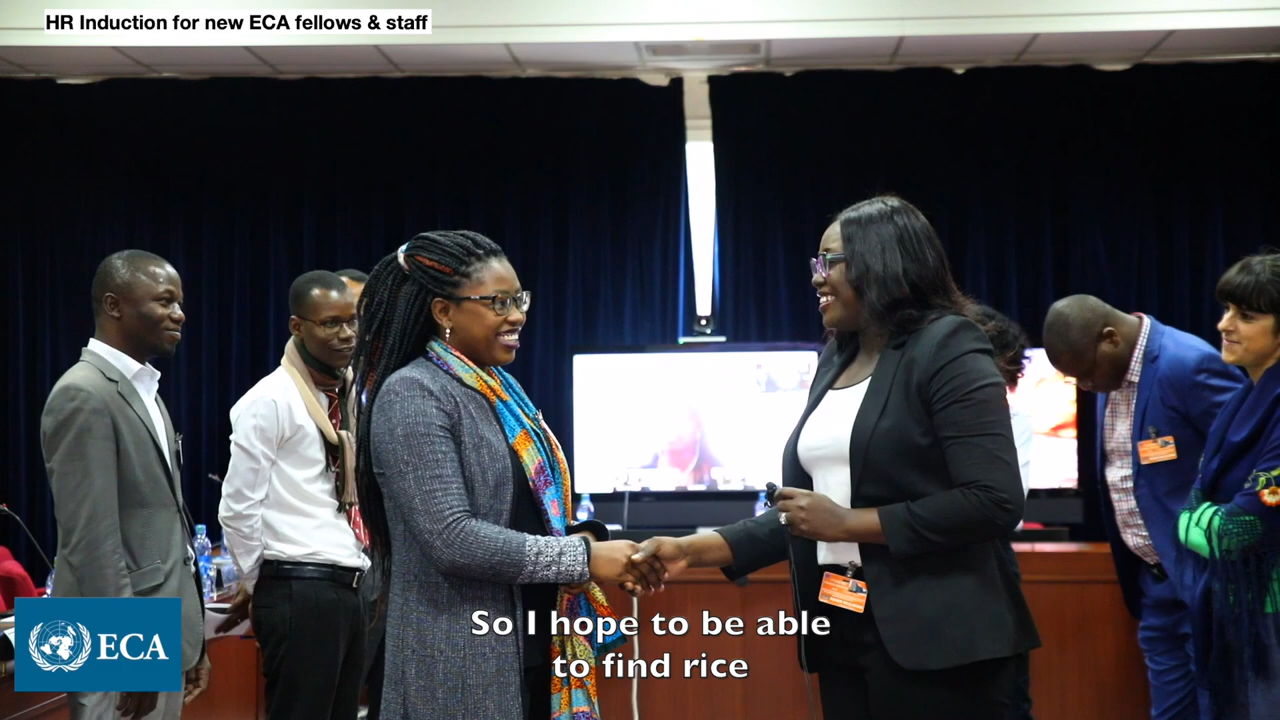 HR Induction for new ECA fellows & staff
ECA
So I hope to be able
to find rice